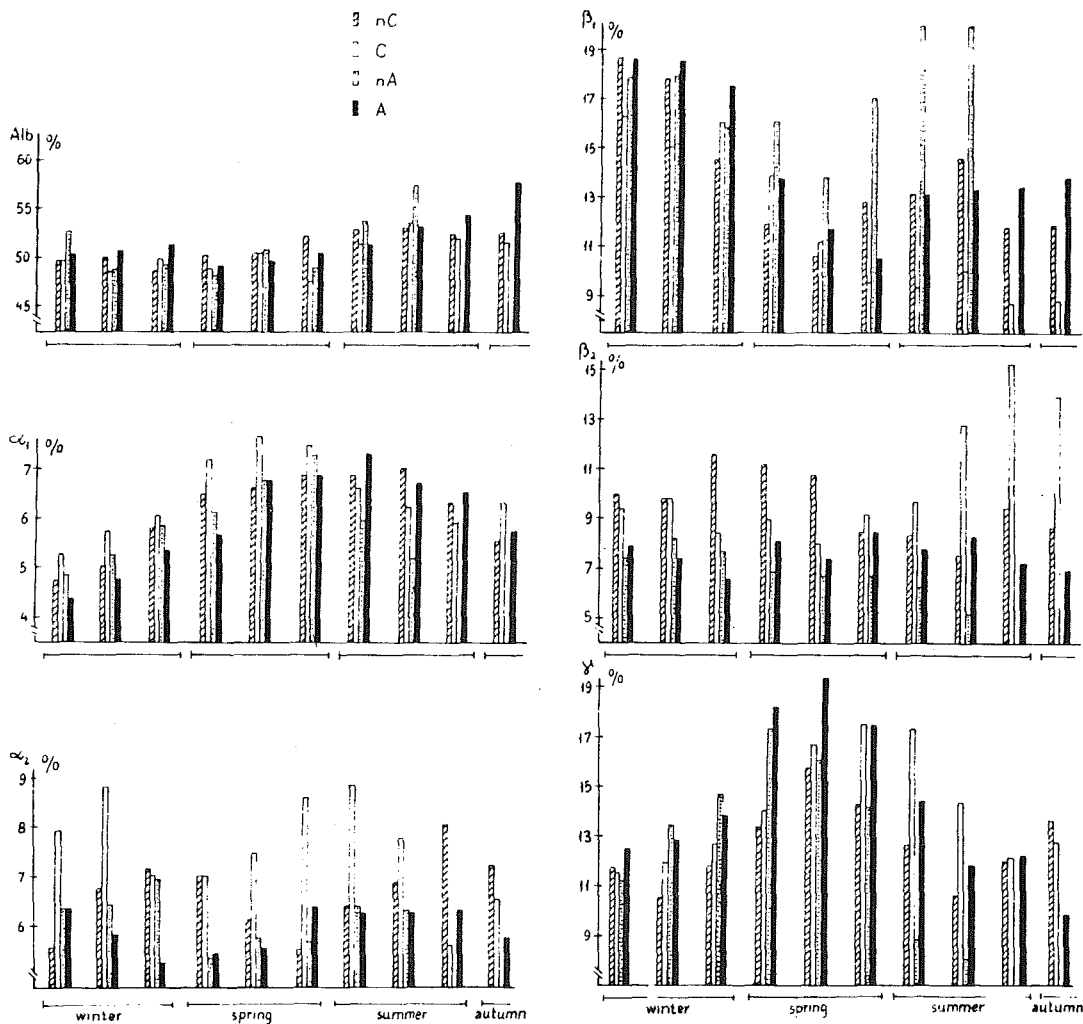 nC
C
nA
A
Alb %
60
55
50
45
α₁ %
7
6
5
4
α₂ %
9
8
7
6
winter spring summer autumn
β₁ %
19
17
15
13
11
9
β₂ %
15
13
11
9
7
5
γ %
19
17
15
13
11
9
winter spring summer autumn